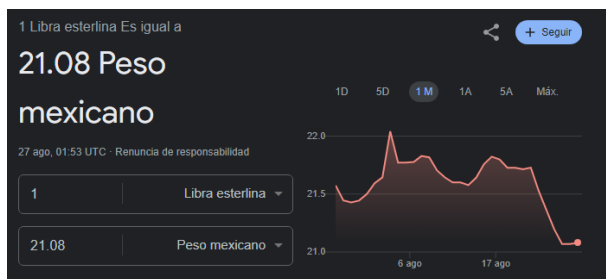 1 Libra esterlina Es igual a
21.08 Peso
mexicano
27 ago, 01:53 UTC · Renuncia de responsabilidad
1 Libra esterlina
21.08 Peso mexicano
+ Seguir
1D 5D 1 M 1A 5A Máx.
22.0
21.5
21.0
6 ago 17 ago